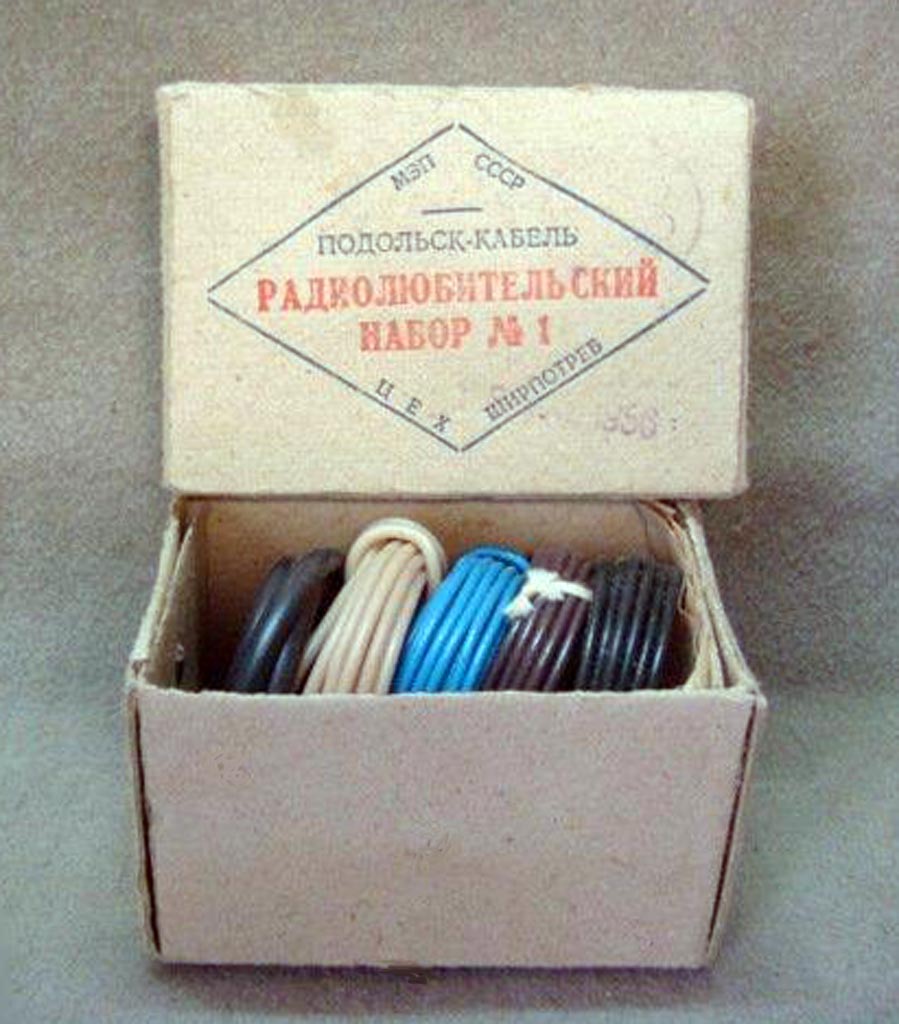 МЭП СССР
ПОДОЛЬСК-КАБЕЛЬ
РАДИОЛЮБИТЕЛЬСКИЙ
НАБОР № 1
ЦЕХ ШИРПОТРЕБ